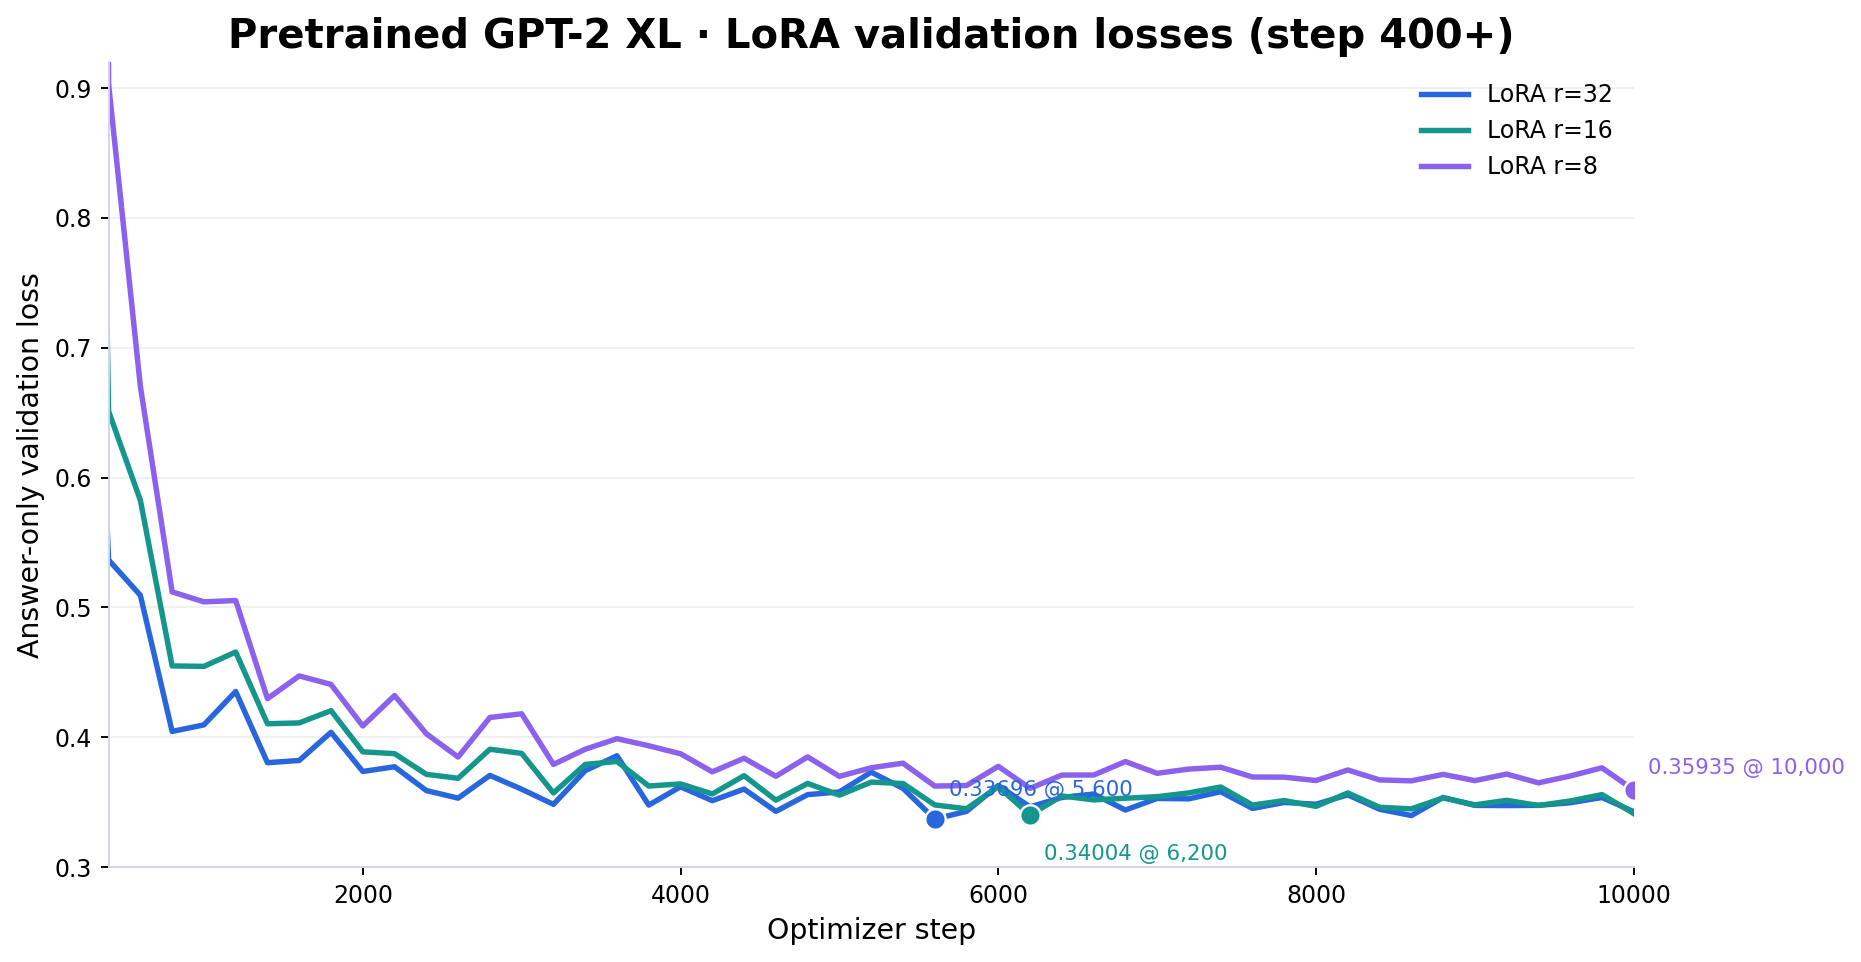 Pretrained GPT-2 XL · LoRA validation losses (step 400+)
LoRA r=32
LoRA r=16
LoRA r=8
Answer-only validation loss
0.9
0.8
0.7
0.6
0.5
0.4
0.3
0.35935 @ 10,000
0.33696 @ 5,600
0.34004 @ 6,200
2000
4000
6000
8000
10000
Optimizer step